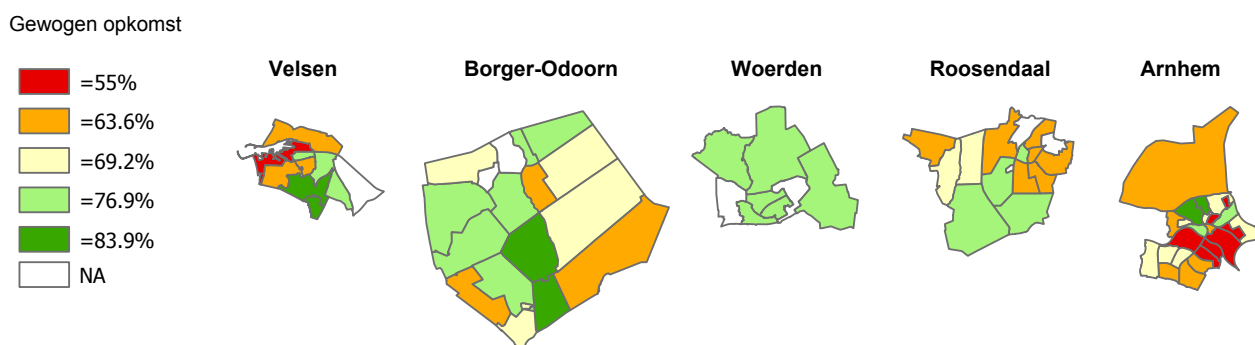 Gewogen opkomst
=55%
=63.6%
=69.2%
=76.9%
=83.9%
NA
Velsen
Borger-Odoorn
Woerden
Roosendaal
Arnhem